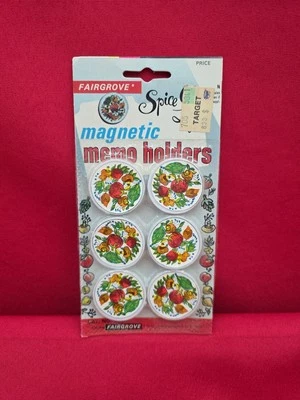 PRICE
FAIRGROVE
Spice
TARGET
magnetic
memo holders
FAIRGROVE